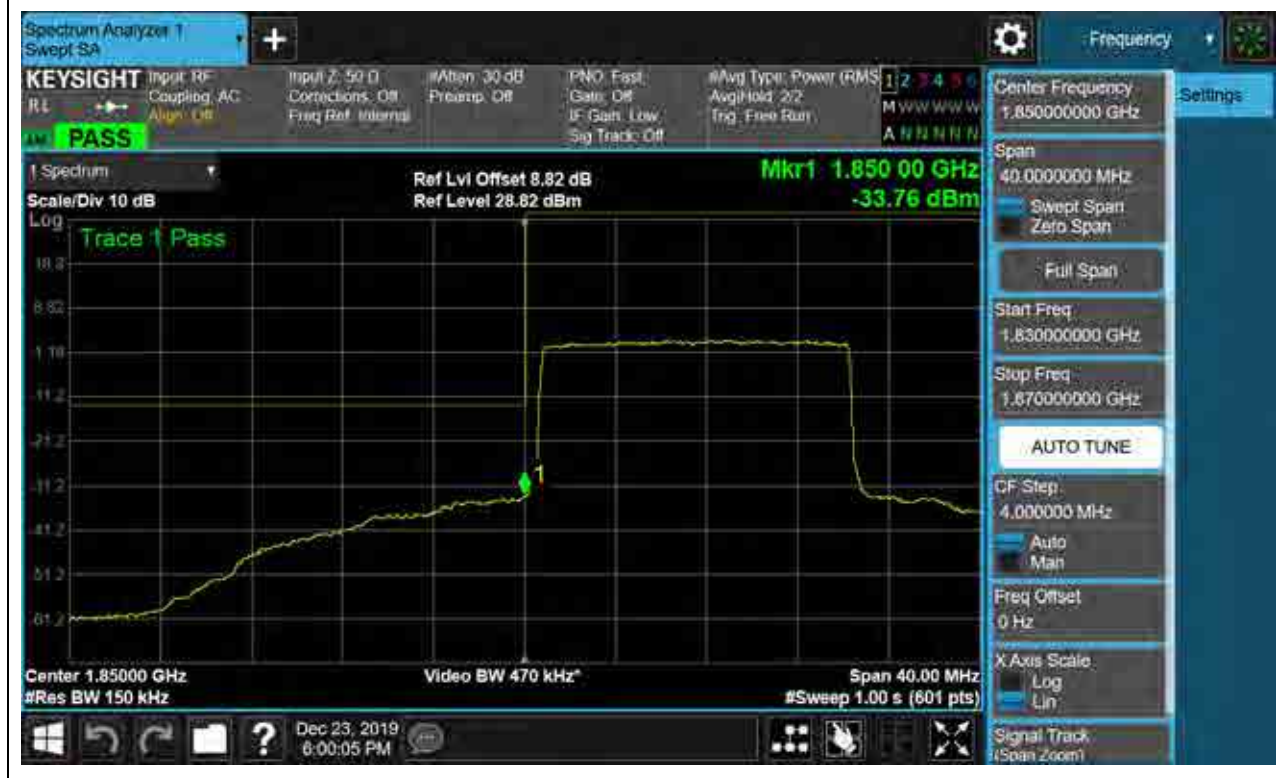 Spectrum Analyzer 1
Swept SA
+
Frequency
KEYSIGHT
Input: RF
Coupling: AC
Align: Off
Input Z: 50 Ω
Corrections: Off
Freq Ref: Internal
#Atten: 30 dB
Preamp: Off
PNO: Fast
Gate: Off
IF Gain: Low
Sig Track: Off
#Avg Type: Power (RMS
Avg|Hold: 2/2
Trig: Free Run
1 2 3 4 5 6
M W W W W W W
A N N N N N N
R L
PASS
1 Spectrum
Scale/Div 10 dB
Ref Lvl Offset 8.82 dB
Ref Level 28.82 dBm
Mkr1 1.850 00 GHz
-33.76 dBm
Log
Trace 1 Pass
18.8
8.82
-1.18
-11.2
-21.2
-31.2
-41.2
-51.2
-61.2
1
Center 1.85000 GHz
#Res BW 150 kHz
Video BW 470 kHz*
Span 40.00 MHz
#Sweep 1.00 s (601 pts)
Center Frequency
1.850000000 GHz
Settings
Span
40.0000000 MHz
Swept Span
Zero Span
Full Span
Start Freq
1.830000000 GHz
Stop Freq
1.870000000 GHz
AUTO TUNE
CF Step
4.000000 MHz
Auto
Man
Freq Offset
0 Hz
X Axis Scale
Log
Lin
Signal Track
(Span Zoom)
?
Dec 23, 2019
6:00:05 PM